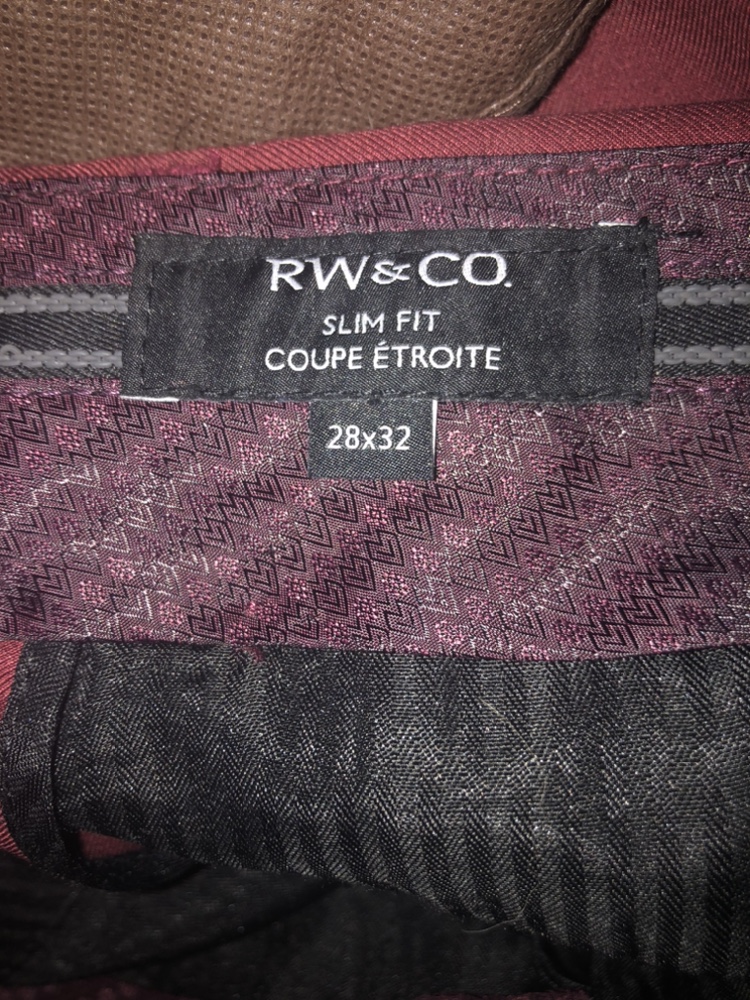 RW&CO.
SLIM FIT
COUPE ÉTROITE
28x32